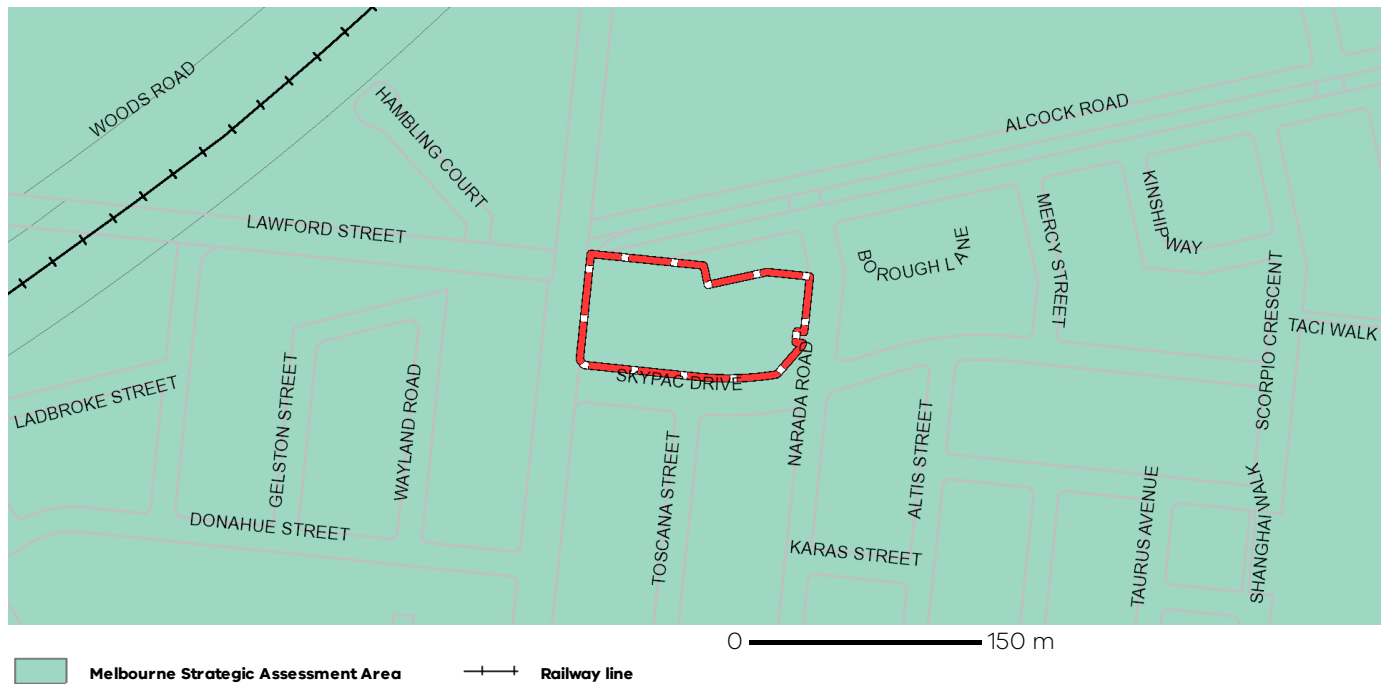 WOODS ROAD
HAMBLING COURT
ALCOCK ROAD
LAWFORD STREET
KINSHIP WAY
MERCY STREET
BOROUGH LANE
SCORPIO CRESCENT
TACI WALK
LADBROKE STREET
GELSTON STREET
WAYLAND ROAD
SKYPAC DRIVE
NARADA ROAD
ALTIS STREET
TOSCANA STREET
DONAHUE STREET
KARAS STREET
TAURUS AVENUE
SHANGHAI WALK
0 150 m
Melbourne Strategic Assessment Area
Railway line